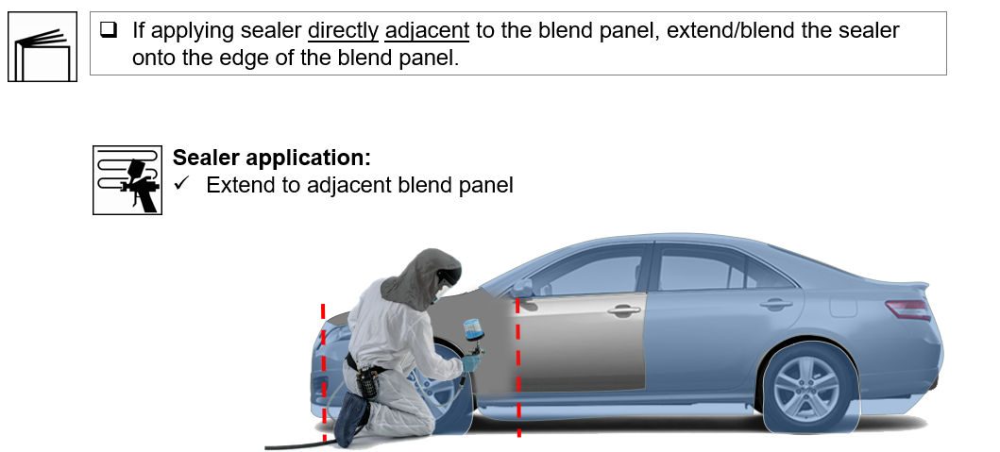 ❑ If applying sealer directly adjacent to the blend panel, extend/blend the sealer
onto the edge of the blend panel.
Sealer application:
✓ Extend to adjacent blend panel